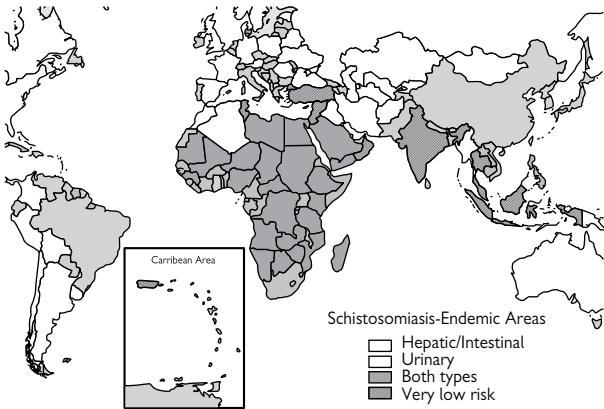 Carribean Area
Schistosomiasis-Endemic Areas
Hepatic/Intestinal
Urinary
Both types
Very low risk